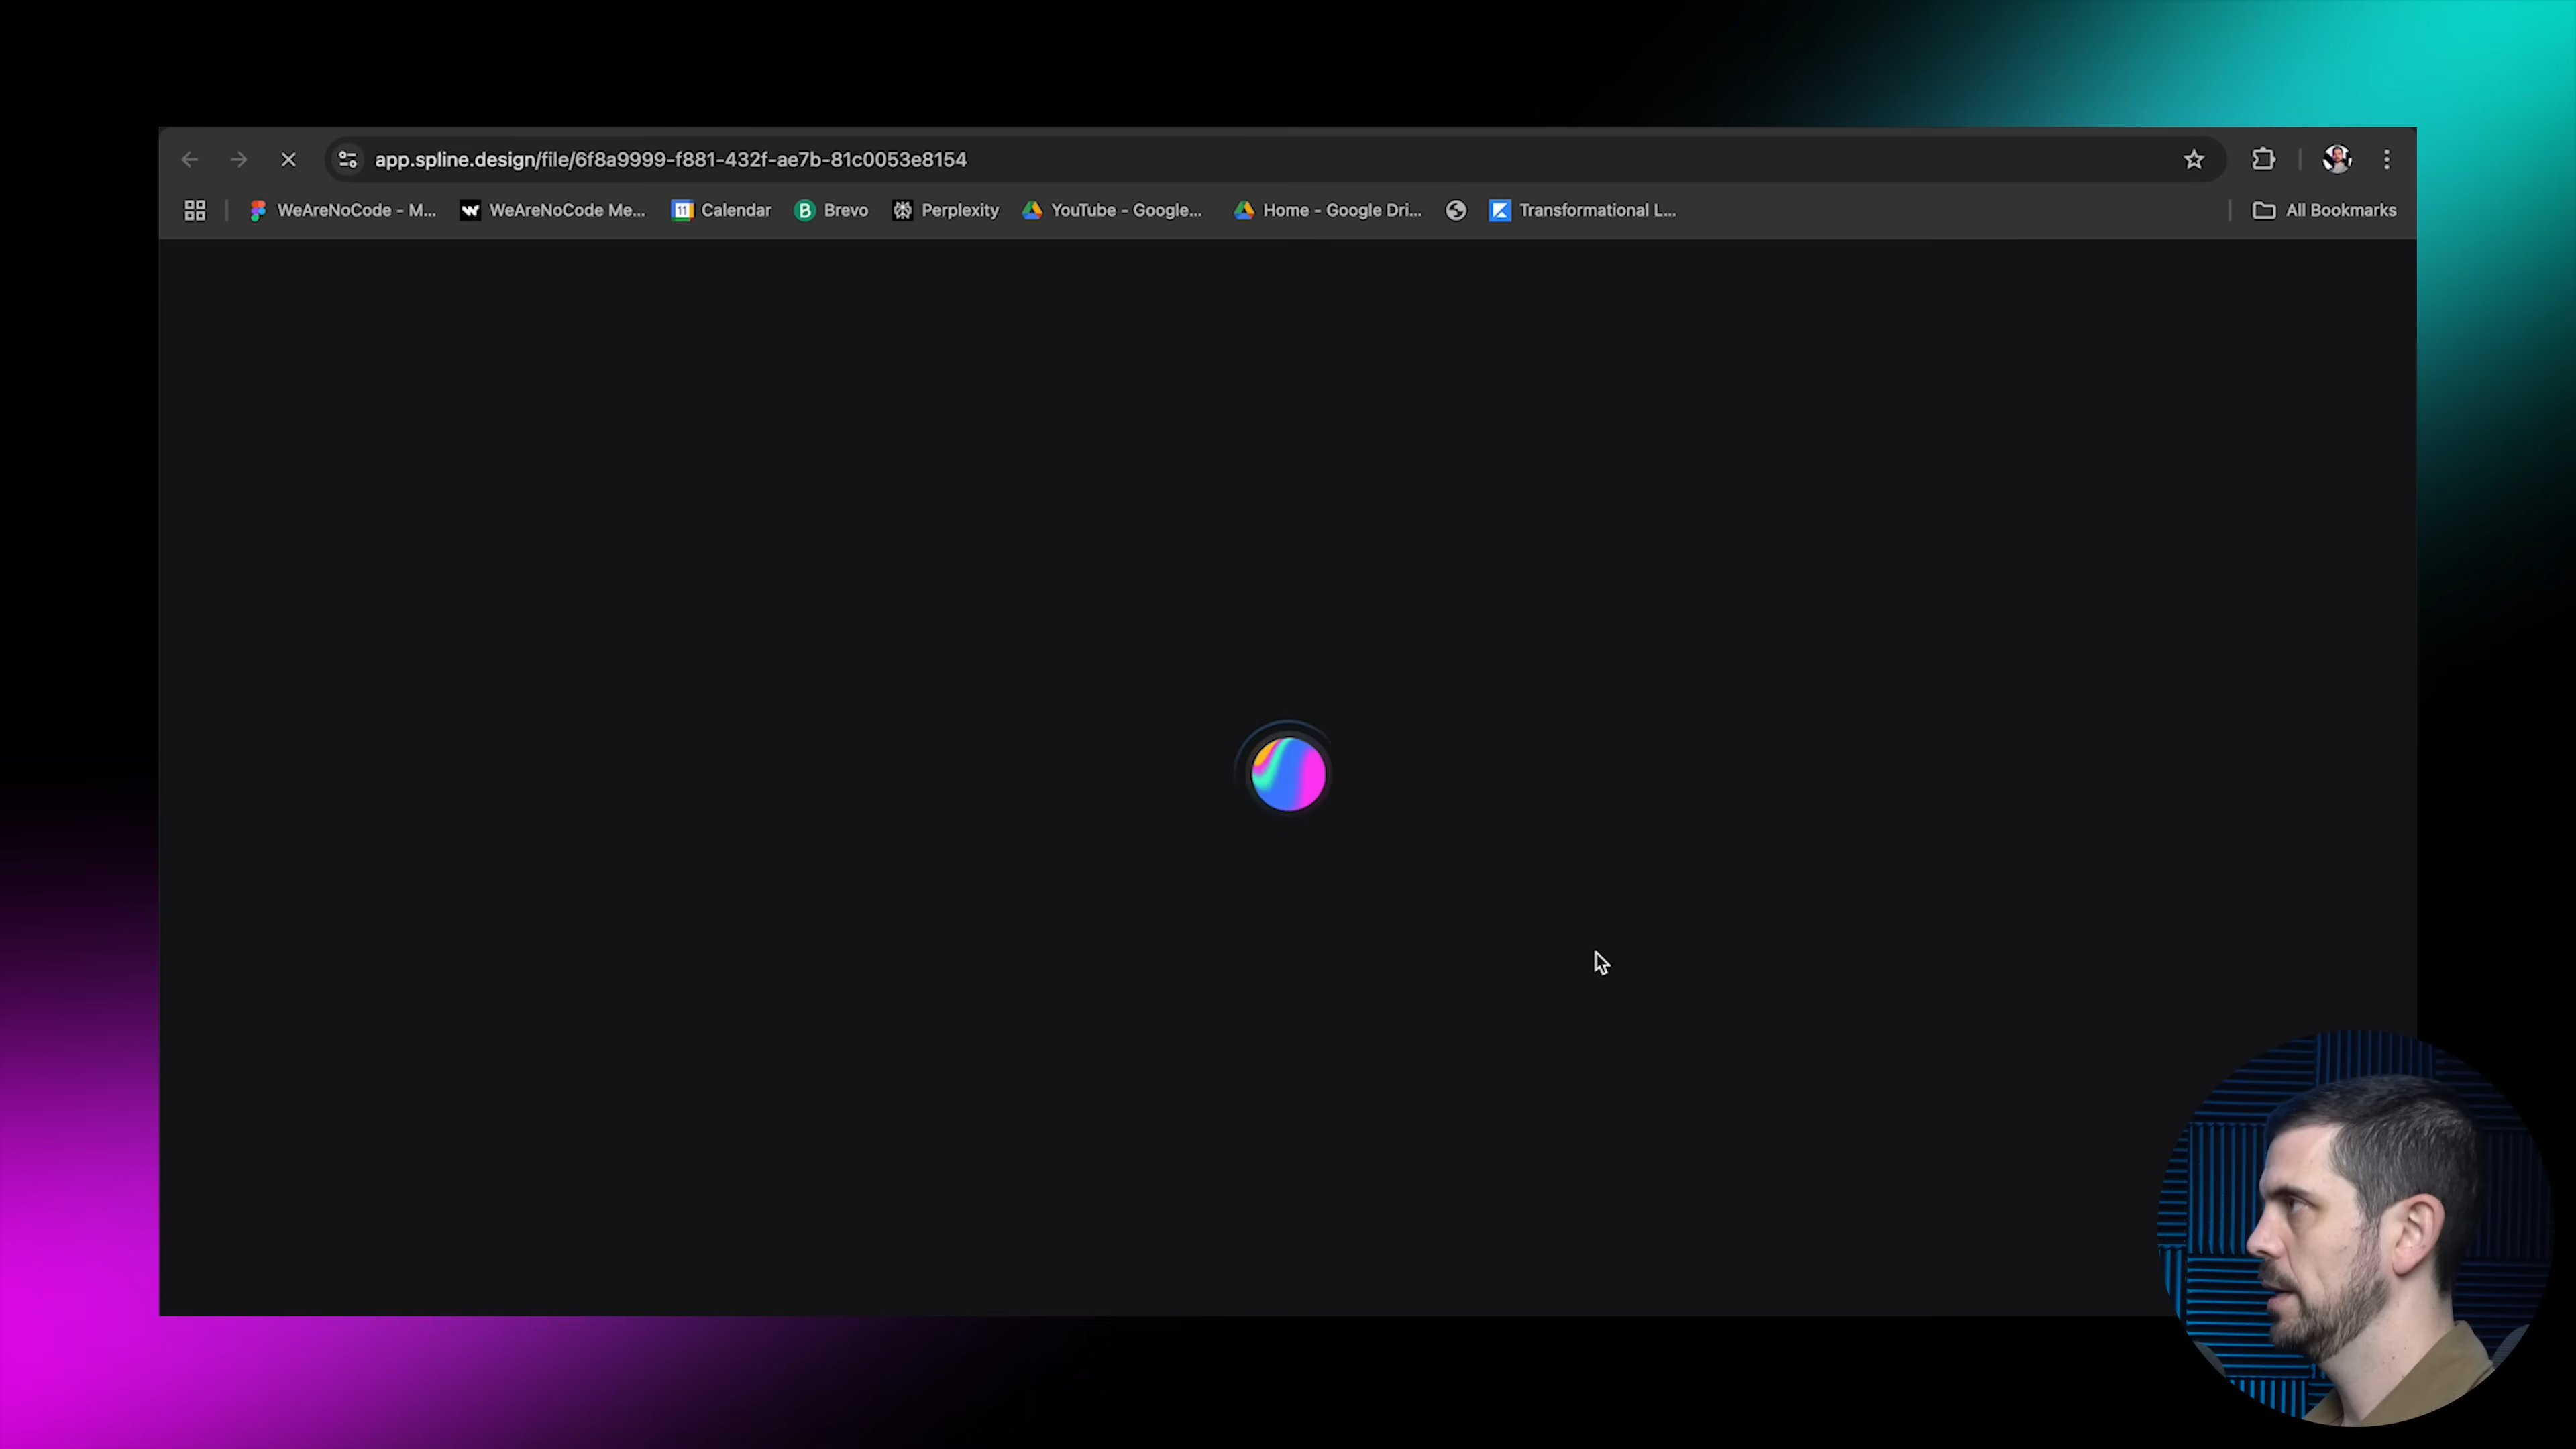 app.spline.design/file/6f8a9999-f881-432f-ae7b-81c0053e8154
WeAreNoCode - M... WeAreNoCode Me... 11 Calendar B Brevo Perplexity YouTube - Google... Home - Google Dri... Transformational L... All Bookmarks